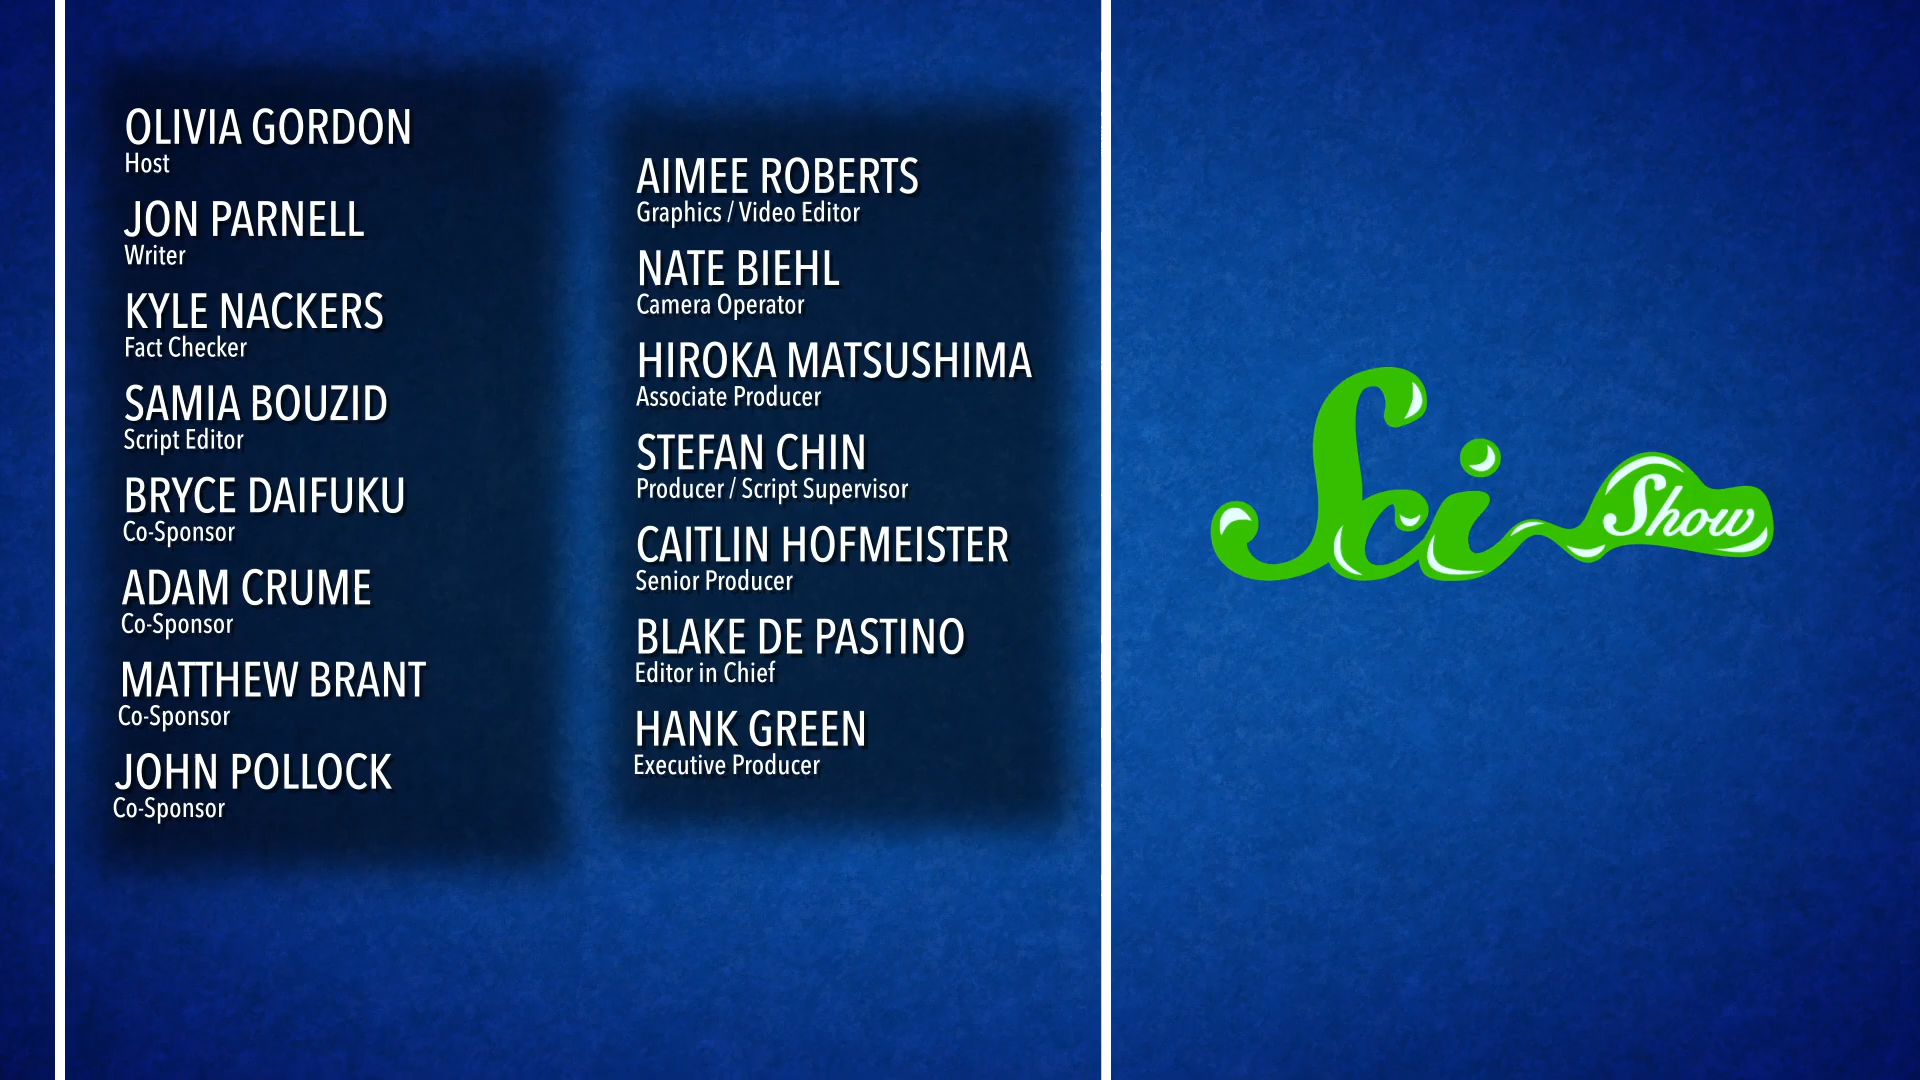 OLIVIA GORDON
Host
JON PARNELL
Writer
KYLE NACKERS
Fact Checker
SAMIA BOUZID
Script Editor
BRYCE DAIFUKU
Co-Sponsor
ADAM CRUME
Co-Sponsor
MATTHEW BRANT
Co-Sponsor
JOHN POLLOCK
Co-Sponsor
AIMEE ROBERTS
Graphics / Video Editor
NATE BIEHL
Camera Operator
HIROKA MATSUSHIMA
Associate Producer
STEFAN CHIN
Producer / Script Supervisor
CAITLIN HOFMEISTER
Senior Producer
BLAKE DE PASTINO
Editor in Chief
HANK GREEN
Executive Producer
Sci Show